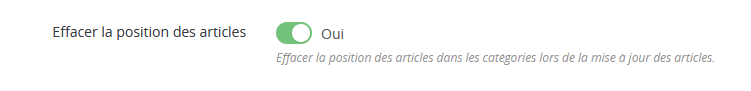 Effacer la position des articles Oui
Effacer la position des articles dans les catégories lors de la mise à jour des articles.